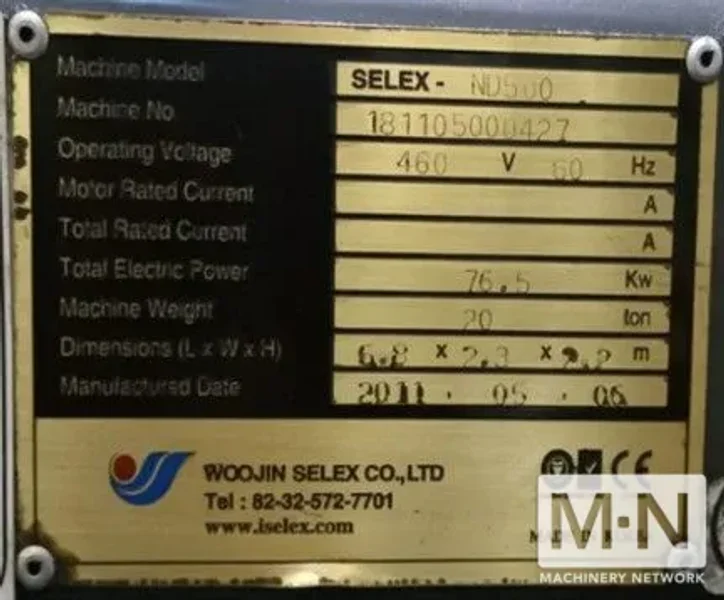 Machine Model SELEX - ND500
Machine No 181105000427
Operating Voltage 460 V 60 Hz
Motor Rated Current A
Total Rated Current A
Total Electric Power 76.5 Kw
Machine Weight 20 ton
Dimensions (L x W x H) 6.8 x 2.3 x 2.2 m
Manufactured Date 2011 . 05 . 06
WOOJIN SELEX CO.,LTD
Tel : 82-32-572-7701
www.iselex.com
CE
MADE IN
M·N
MACHINERY NETWORK